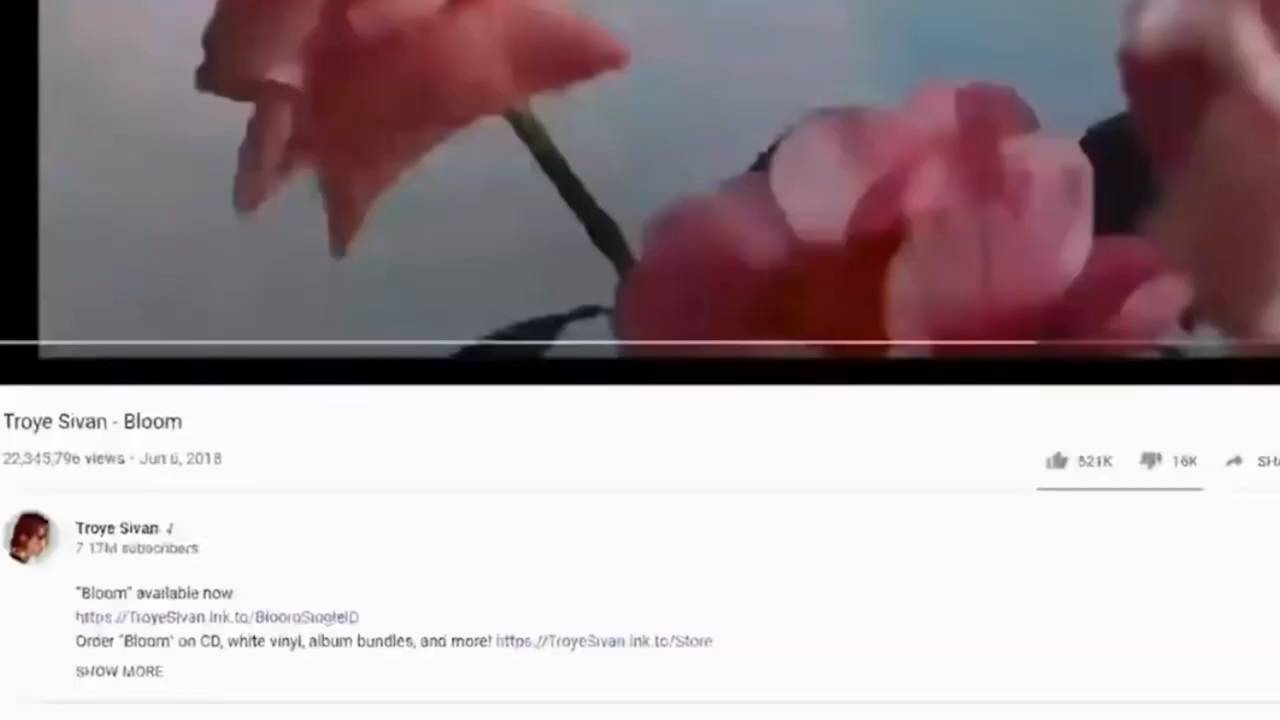 Troye Sivan - Bloom
22,345,796 views · Jun 6, 2018
521K 16K
Troye Sivan
7.17M subscribers
"Bloom" available now
https://TroyeSivan.lnk.to/BloomSingleID
Order "Bloom" on CD, white vinyl, album bundles, and more! https://TroyeSivan.lnk.to/Store
SHOW MORE